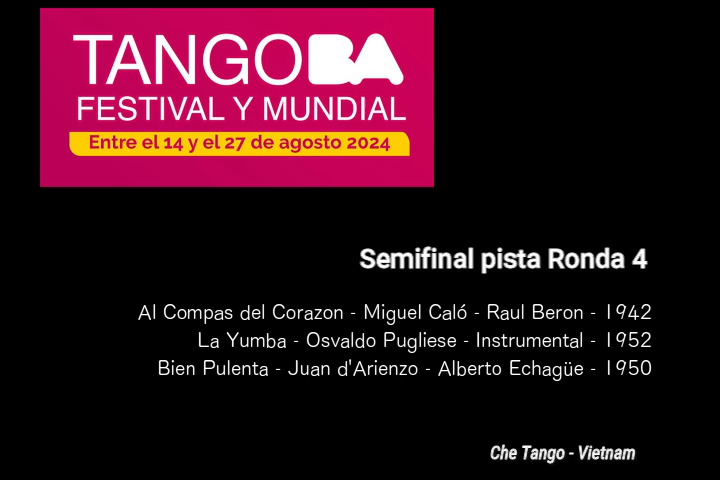 TANGOBA
FESTIVAL Y MUNDIAL
Entre el 14 y el 27 de agosto 2024
Semifinal pista Ronda 4
Al Compas del Corazon - Miguel Caló - Raul Beron - 1942
La Yumba - Osvaldo Pugliese - Instrumental - 1952
Bien Pulenta - Juan d'Arienzo - Alberto Echagüe - 1950
Che Tango - Vietnam